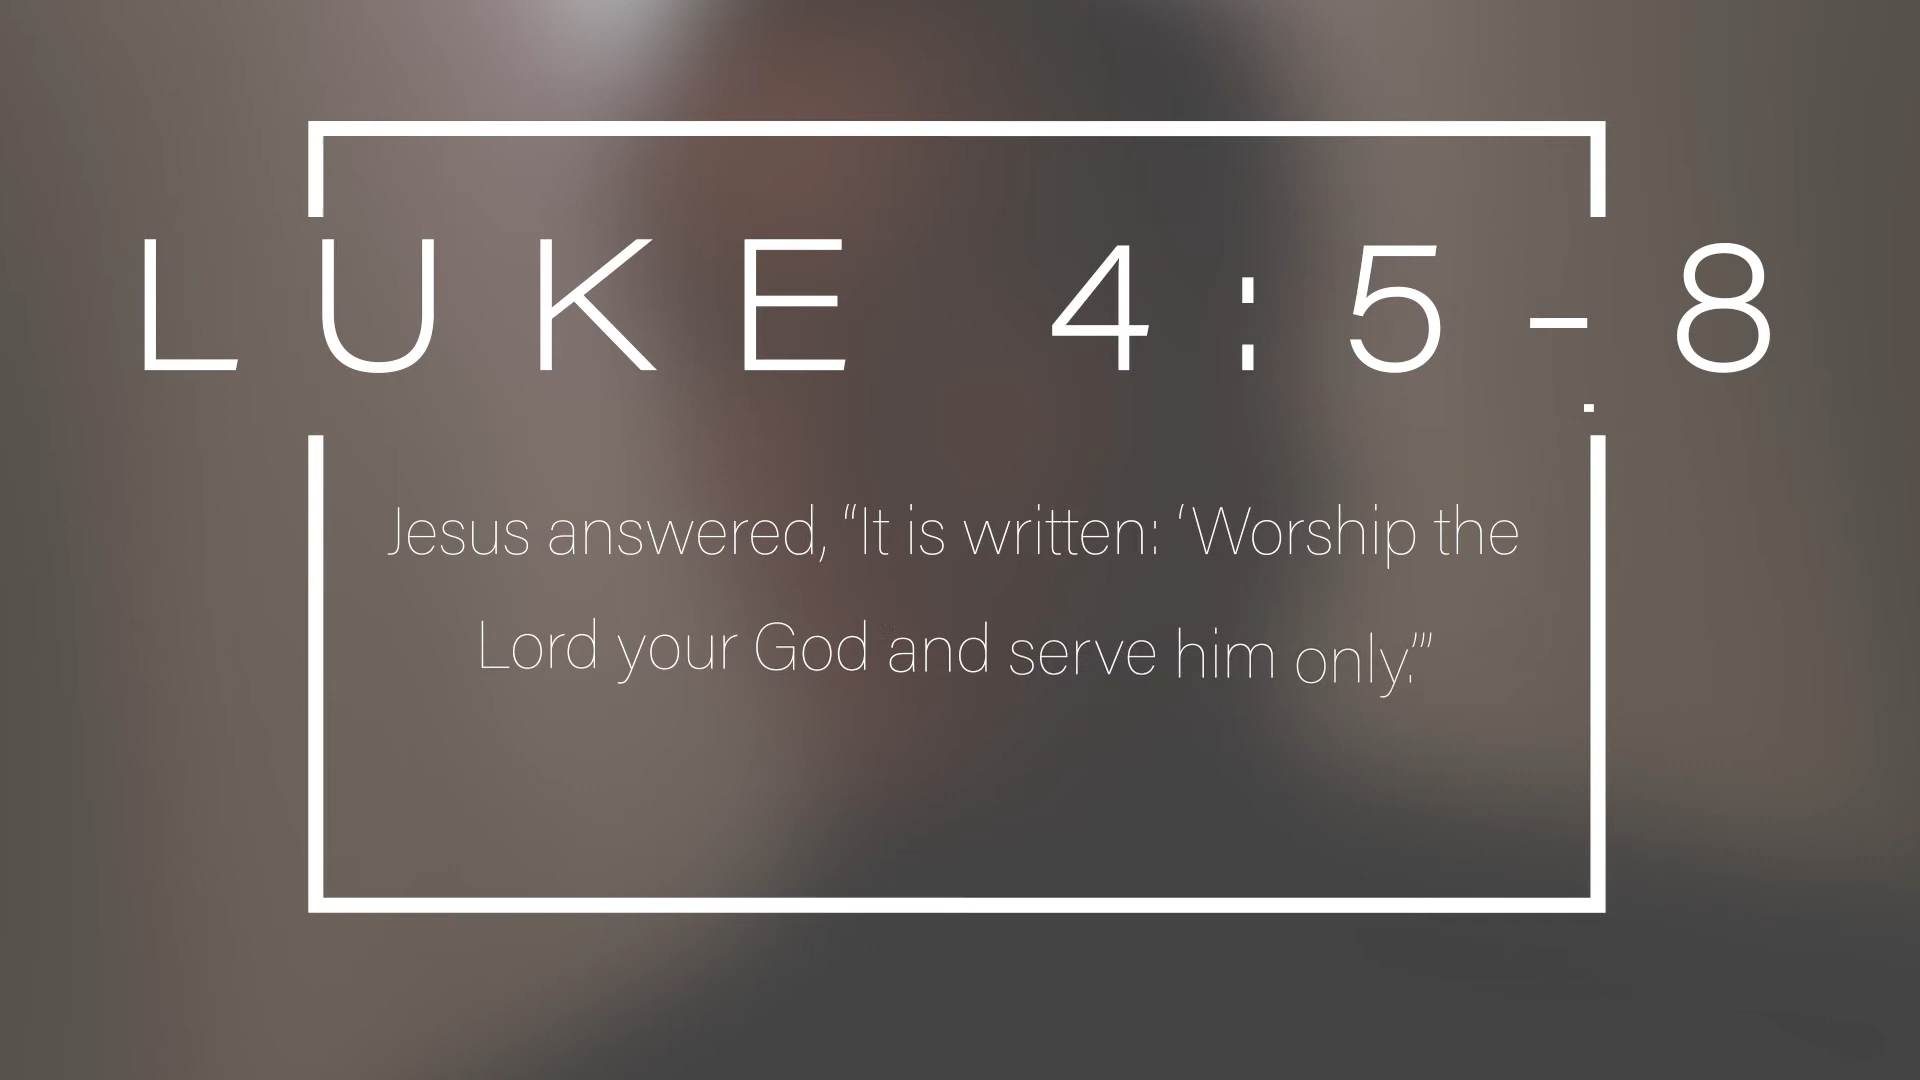 LUKE 4:5-8
Jesus answered, “It is written: ‘Worship the
Lord your God and serve him only.’”